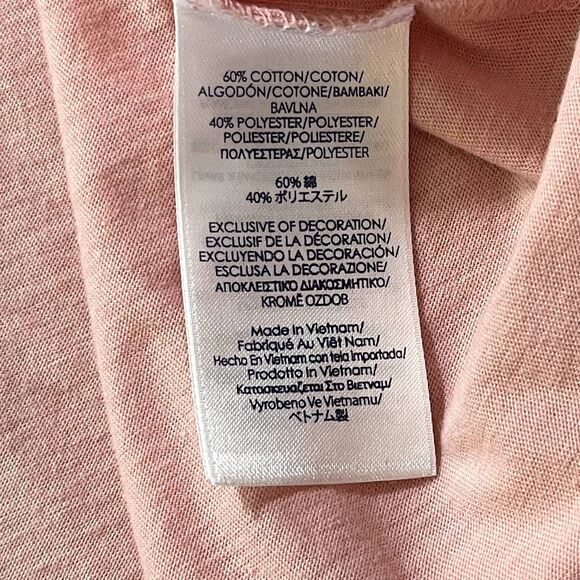 60% COTTON/COTON/
ALGODÓN/COTONE/BAMBAKI/
BAVLNA
40% POLYESTER/POLYESTER/
POLIESTER/POLIESTERE/
ΠΟΛΥΕΣΤΕΡΑΣ/POLYESTER
60% 綿
40% ポリエステル
EXCLUSIVE OF DECORATION/
EXCLUSIF DE LA DÉCORATION/
EXCLUYENDO LA DECORACIÓN/
ESCLUSA LA DECORAZIONE/
ΑΠΟΚΛΕΙΣΤΙΚΟ ΔΙΑΚΟΣΜΗΤΙΚΟ/
KROMĚ OZDOB
Made In Vietnam/
Fabriqué Au Viêt Nam/
Hecho En Vietnam con tela importada/
Prodotto in Vietnam/
Κατασκευαζεται Στο Βιετναμ/
Vyrobeno Ve Vietnamu/
ベトナム製